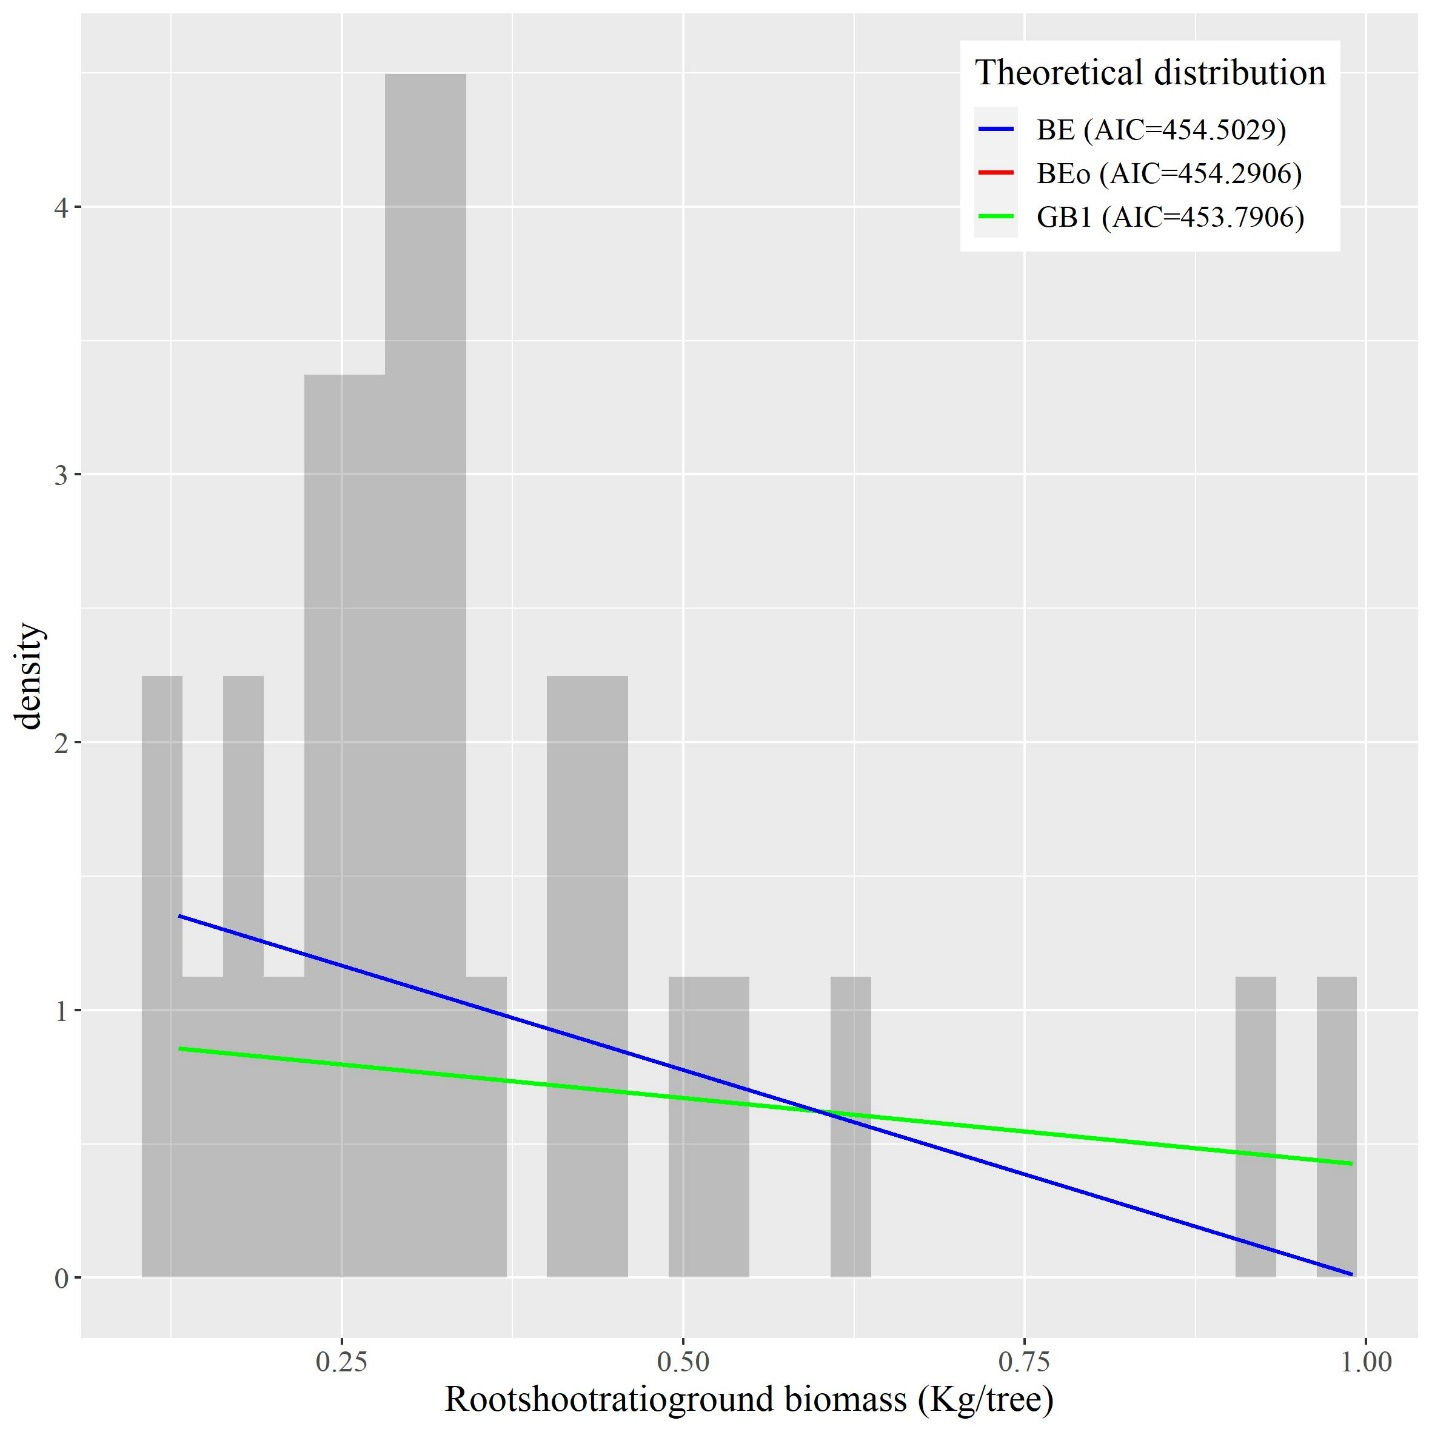 Theoretical distribution
BE (AIC=454.5029)
BEo (AIC=454.2906)
GB1 (AIC=453.7906)
4
3
2
1
0
density
0.25 0.50 0.75 1.00
Rootshootratioground biomass (Kg/tree)